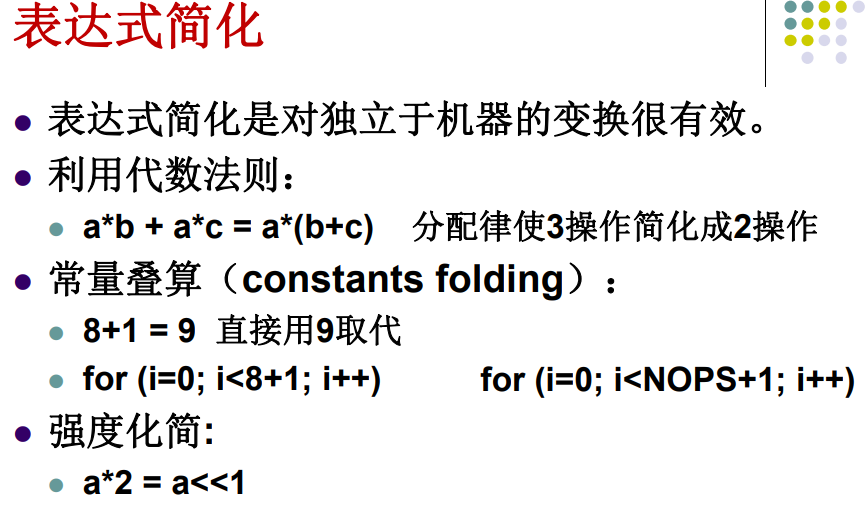 表达式简化
表达式简化是对独立于机器的变换很有效。
利用代数法则：
a*b + a*c = a*(b+c) 分配律使3操作简化成2操作
常量叠算（constants folding）：
8+1 = 9 直接用9取代
for (i=0; i<8+1; i++) for (i=0; i<NOPS+1; i++)
强度化简:
a*2 = a<<1